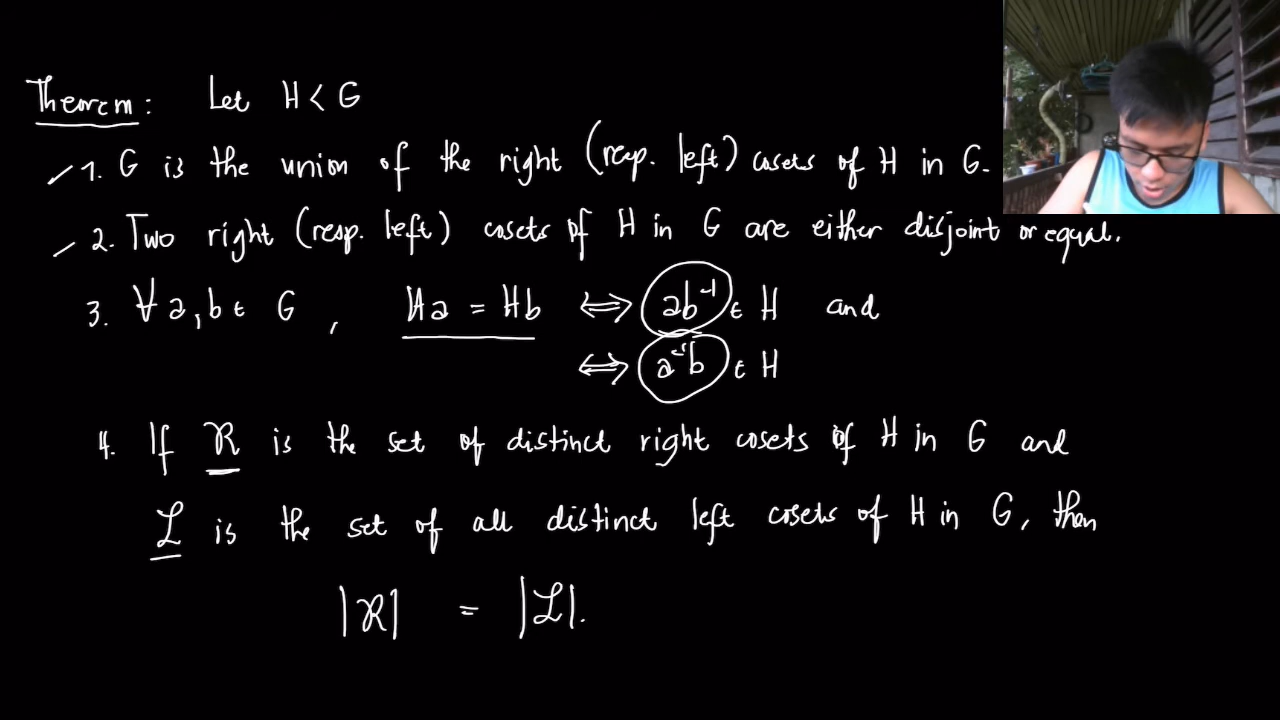 Theorem: Let H < G
✓1. G is the union of the right (resp. left) cosets of H in G.
✓2. Two right (resp. left) cosets of H in G are either disjoint or equal.
3. ∀ a, b ∈ G, Ha = Hb ⟺ ab⁻¹ ∈ H and
⟺ a⁻¹b ∈ H
4. If ℛ is the set of distinct right cosets of H in G and
ℒ is the set of all distinct left cosets of H in G, then
|ℛ| = |ℒ|.